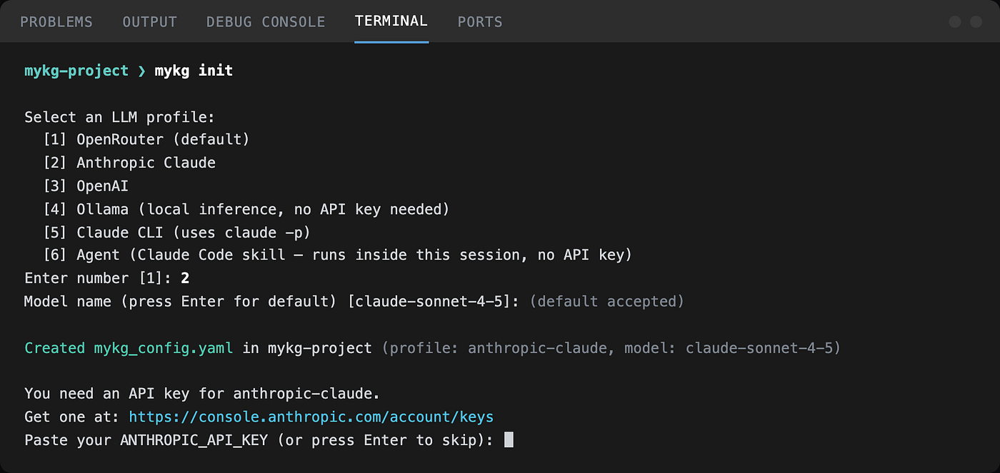 PROBLEMS OUTPUT DEBUG CONSOLE TERMINAL PORTS
mykg-project ❯ mykg init
Select an LLM profile:
[1] OpenRouter (default)
[2] Anthropic Claude
[3] OpenAI
[4] Ollama (local inference, no API key needed)
[5] Claude CLI (uses claude -p)
[6] Agent (Claude Code skill — runs inside this session, no API key)
Enter number [1]: 2
Model name (press Enter for default) [claude-sonnet-4-5]: (default accepted)
Created mykg_config.yaml in mykg-project (profile: anthropic-claude, model: claude-sonnet-4-5)
You need an API key for anthropic-claude.
Get one at: https://console.anthropic.com/account/keys
Paste your ANTHROPIC_API_KEY (or press Enter to skip):